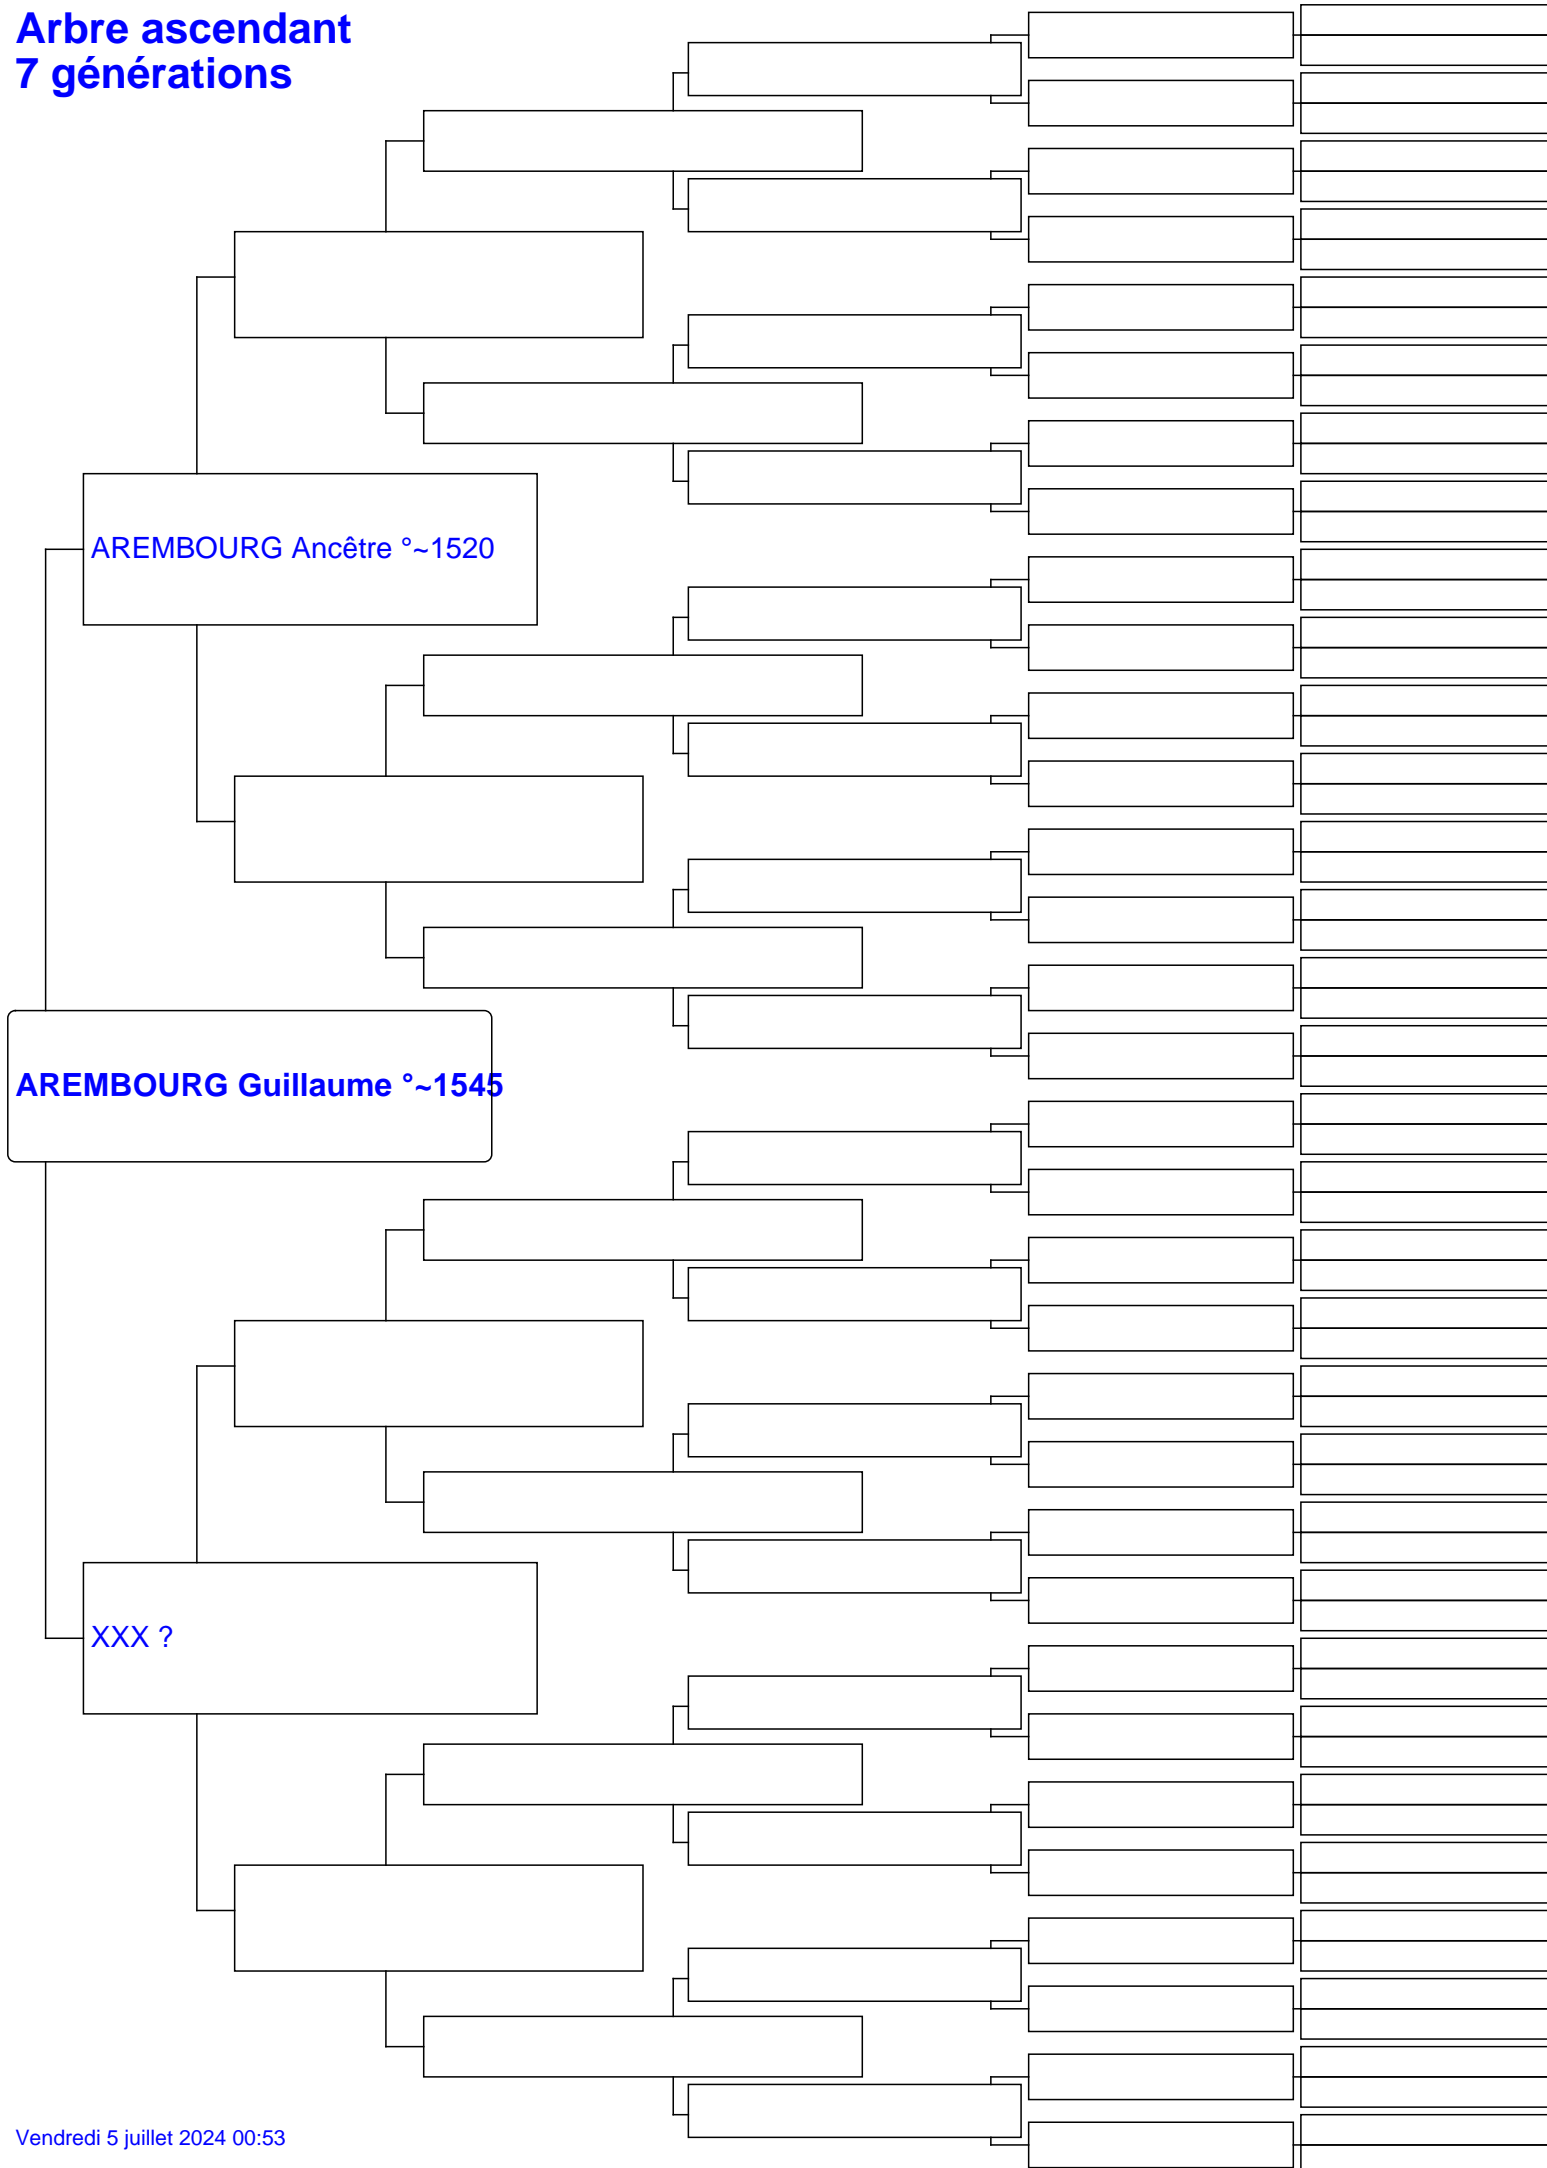 Arbre ascendant
7 générations
AREMBOURG Ancêtre °~1520
AREMBOURG Guillaume °~1545
XXX ?
Vendredi 5 juillet 2024 00:53